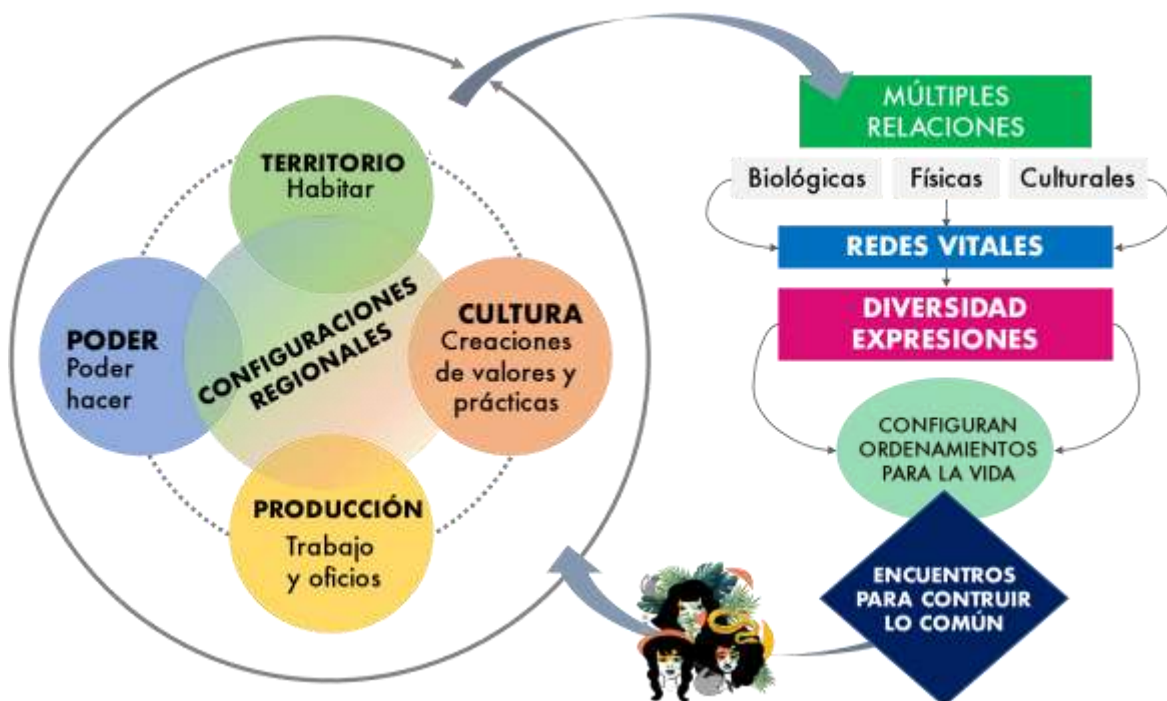 TERRITORIO
Habitar
PODER
Poder
hacer
CONFIGURACIONES
REGIONALES
CULTURA
Creaciones
de valores y
prácticas
PRODUCCIÓN
Trabajo
y oficios
MÚLTIPLES
RELACIONES
Biológicas
Físicas
Culturales
REDES VITALES
DIVERSIDAD
EXPRESIONES
CONFIGURAN
ORDENAMIENTOS
PARA LA VIDA
ENCUENTROS
PARA CONTRUIR
LO COMÚN